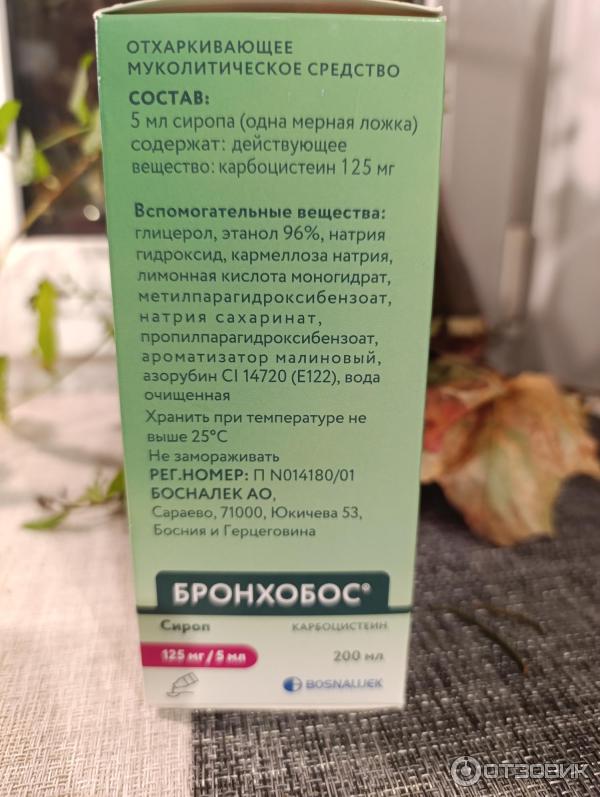 ОТХАРКИВАЮЩЕЕ
МУКОЛИТИЧЕСКОЕ СРЕДСТВО
СОСТАВ:
5 мл сиропа (одна мерная ложка)
содержат: действующее
вещество: карбоцистеин 125 мг
Вспомогательные вещества:
глицерол, этанол 96%, натрия
гидроксид, кармеллоза натрия,
лимонная кислота моногидрат,
метилпарагидроксибензоат,
натрия сахаринат,
пропилпарагидроксибензоат,
ароматизатор малиновый,
азорубин CI 14720 (E122), вода
очищенная
Хранить при температуре не
выше 25°С
Не замораживать
РЕГ.НОМЕР: П N014180/01
БОСНАЛЕК АО,
Сараево, 71000, Юкичева 53,
Босния и Герцеговина
БРОНХОБОС®
Сироп КАРБОЦИСТЕИН
125 мг / 5 мл 200 мл
BOSNALIJEK
ОТЗОВИК